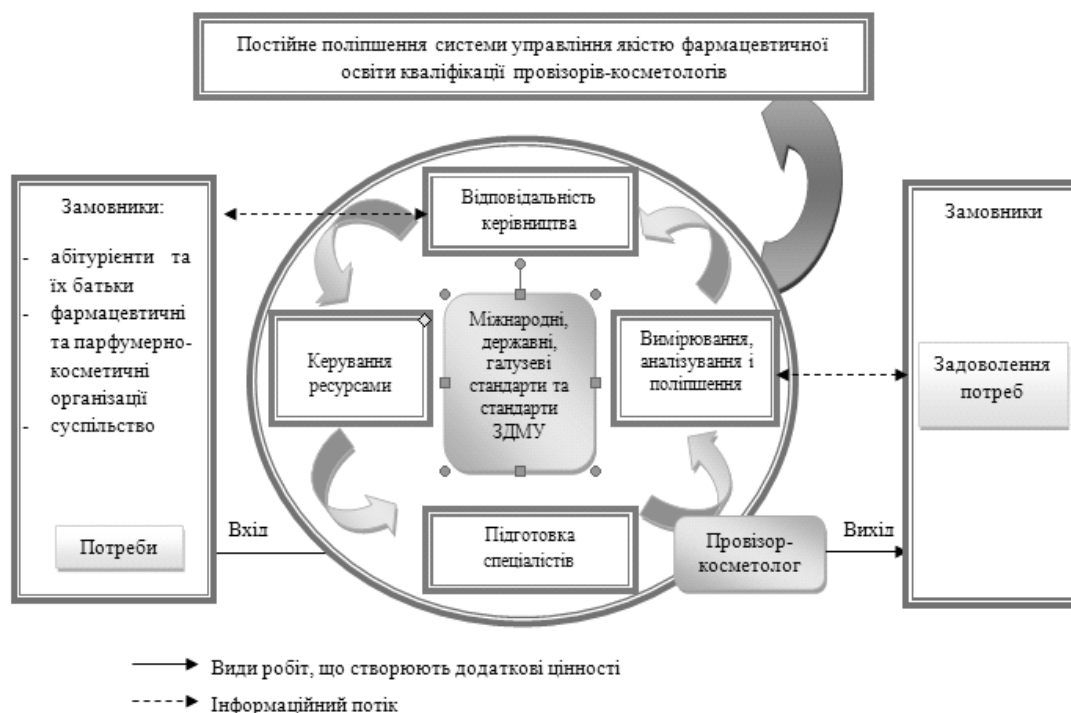 Постійне поліпшення системи управління якістю фармацевтичної
освіти кваліфікації провізорів-косметологів
Замовники:
- абітурієнти та
їх батьки
- фармацевтичні
та парфумерно-
косметичні
організації
- суспільство
Потреби
Вхід
Відповідальність
керівництва
Керування
ресурсами
Міжнародні,
державні,
галузеві
стандарти та
стандарти
ЗДМУ
Вимірювання,
аналізування і
поліпшення
Підготовка
спеціалістів
Провізор-
косметолог
Вихід
Замовники
Задоволення
потреб
Види робіт, що створюють додаткові цінності
Інформаційний потік